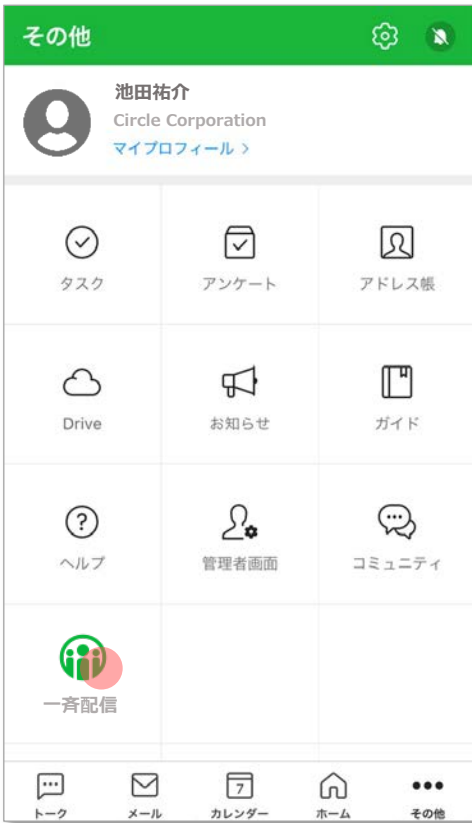 その他
池田祐介
Circle Corporation
マイプロフィール >
タスク
アンケート
アドレス帳
Drive
お知らせ
ガイド
ヘルプ
管理者画面
コミュニティ
一斉配信
7
トーク
メール
カレンダー
ホーム
その他